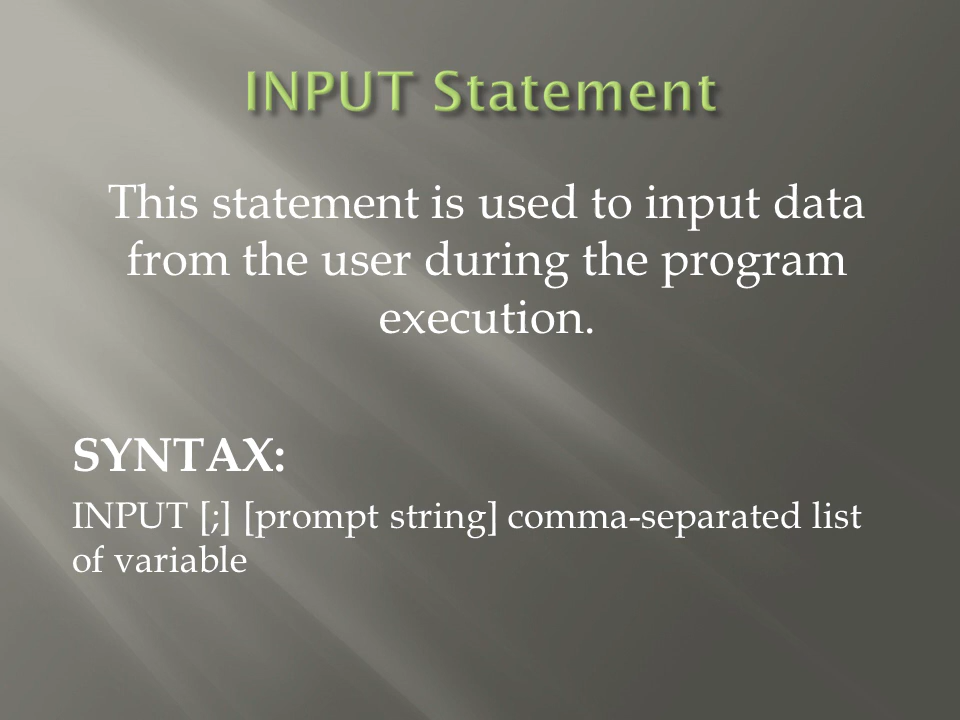 INPUT Statement
This statement is used to input data
from the user during the program
execution.
SYNTAX:
INPUT [;] [prompt string] comma-separated list
of variable